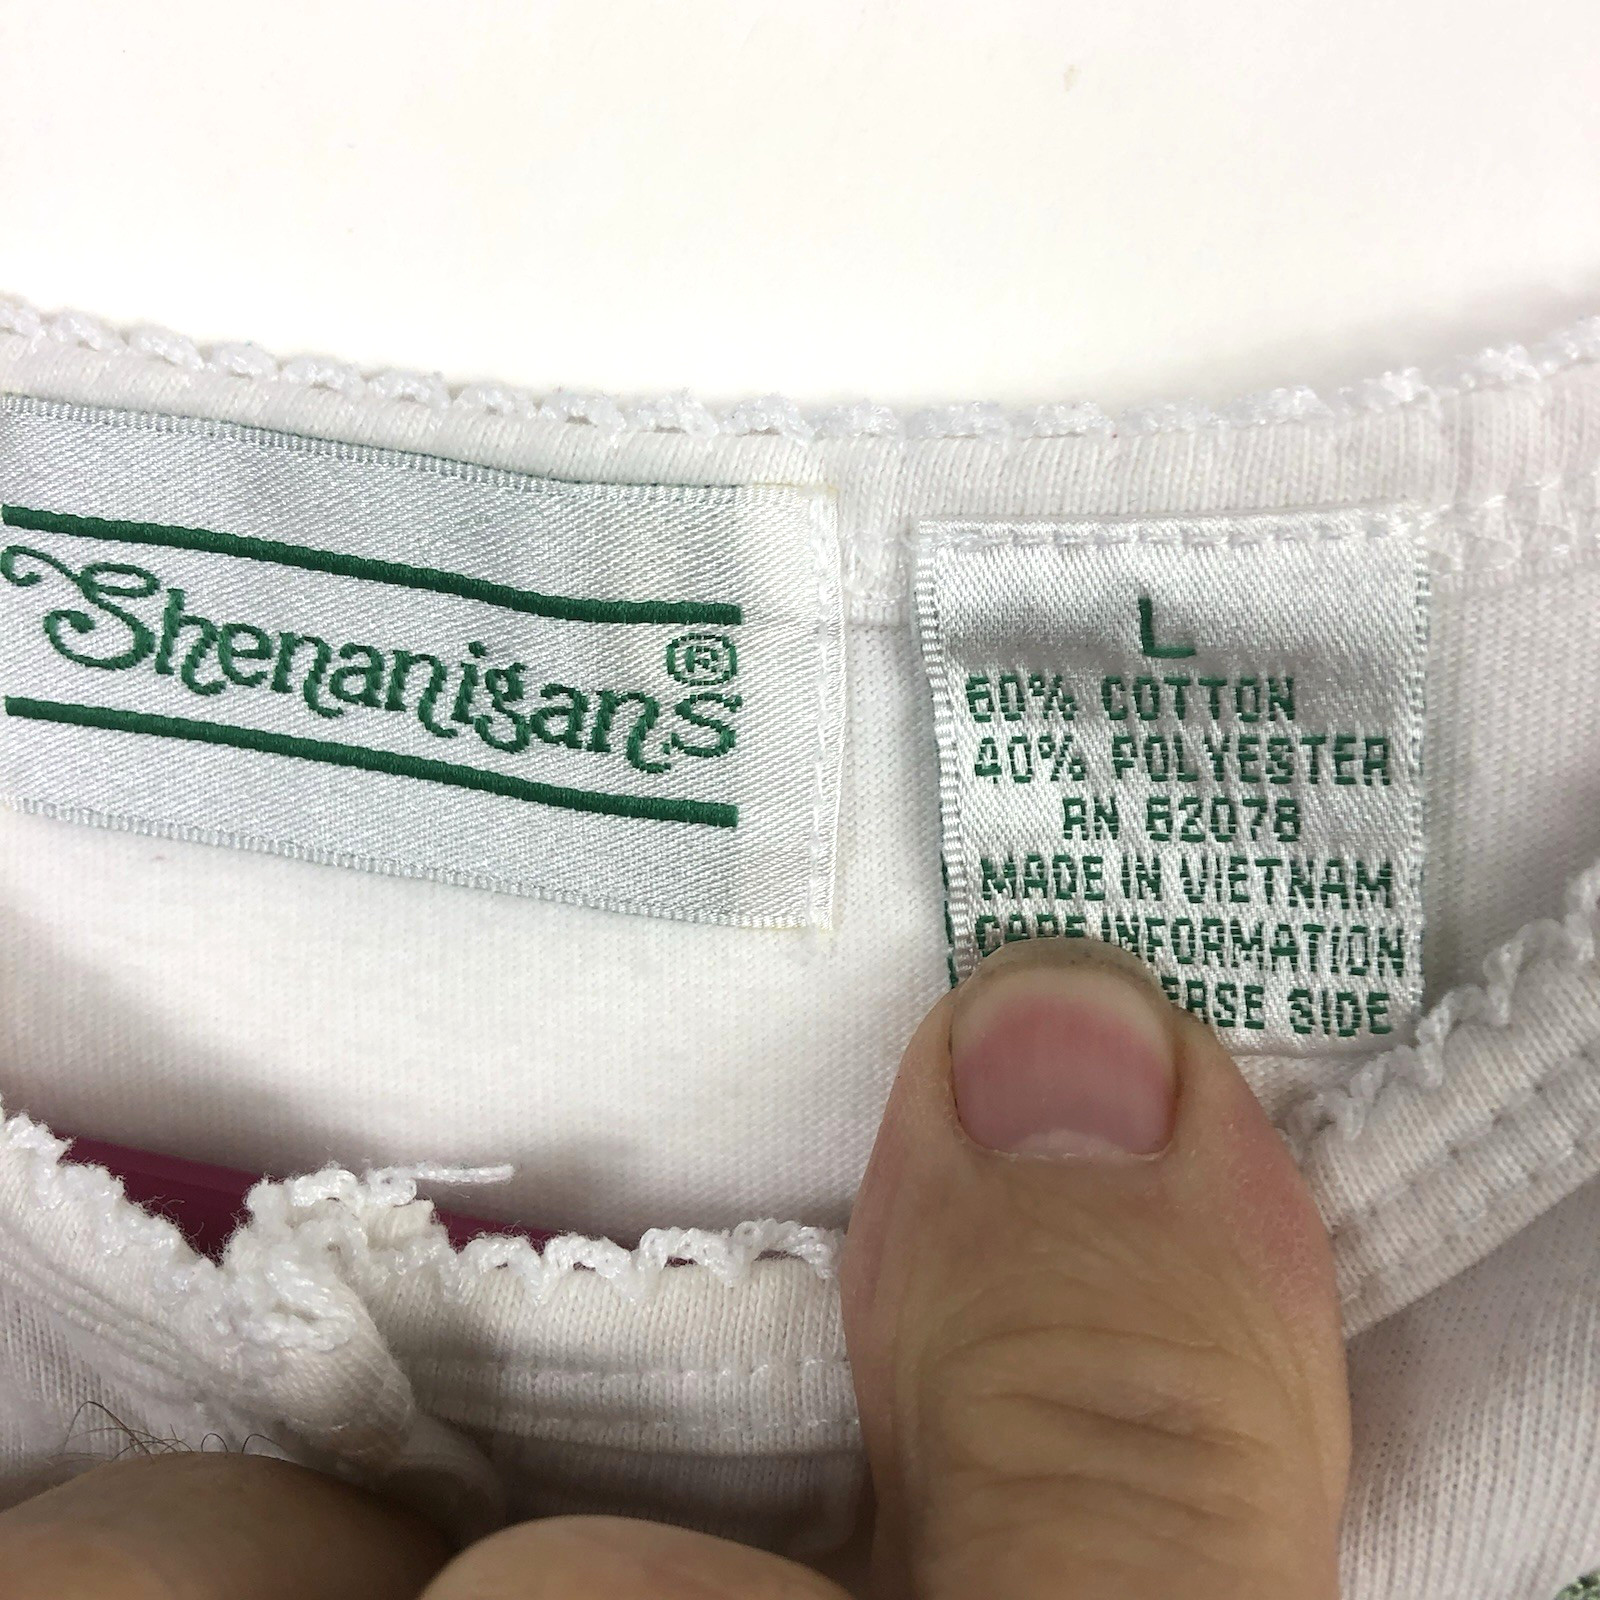 Shenanigans®
L
60% COTTON
40% POLYESTER
RN 62078
MADE IN VIETNAM
CARE INFORMATION
SIDE